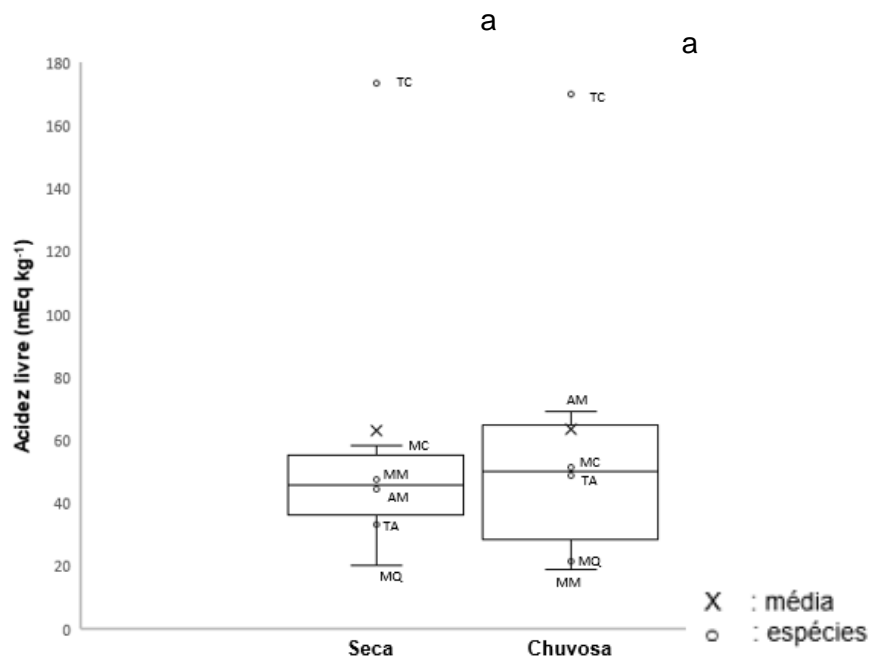 a
a
180
160
140
120
100
80
60
40
20
0
Acidez livre (mEq kg⁻¹)
TC
MC
MM
AM
TA
MQ
TC
AM
MC
TA
MQ
MM
Seca
Chuvosa
X : média
o : espécies